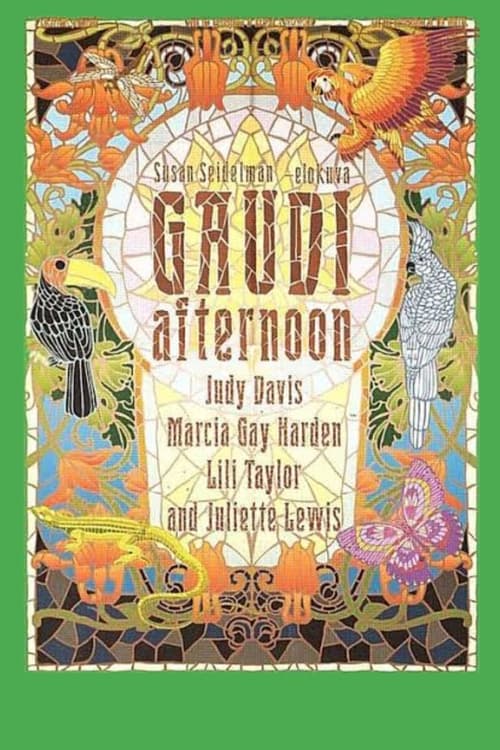 Susan Seidelman -elokuva
GAUDI
afternoon
Judy Davis
Marcia Gay Harden
Lili Taylor
and Juliette Lewis